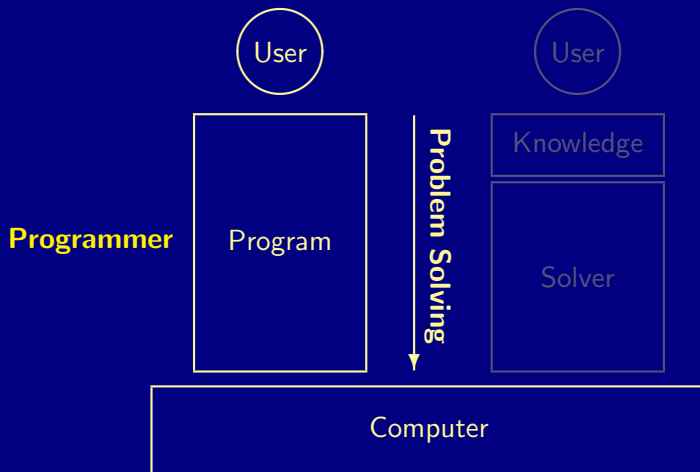 User
User
Knowledge
Problem Solving
Programmer
Program
Solver
Computer